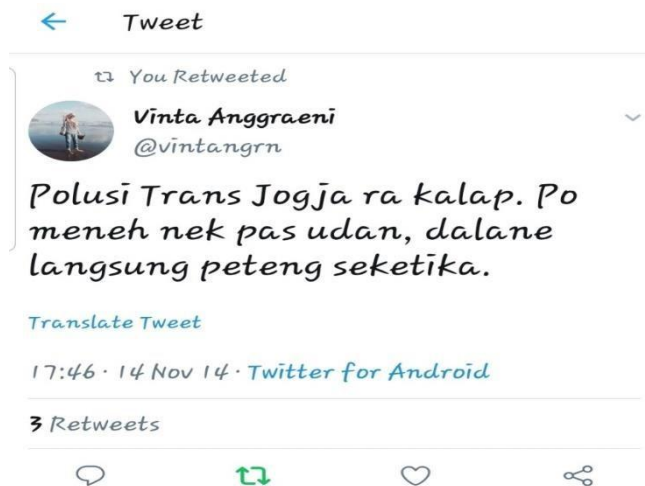 Tweet
You Retweeted
Vinta Anggraeni
@vintangrn
Polusi Trans Jogja ra kalap. Po
meneh nek pas udan, dalane
langsung peteng seketika.
Translate Tweet
17:46 · 14 Nov 14 · Twitter for Android
3 Retweets